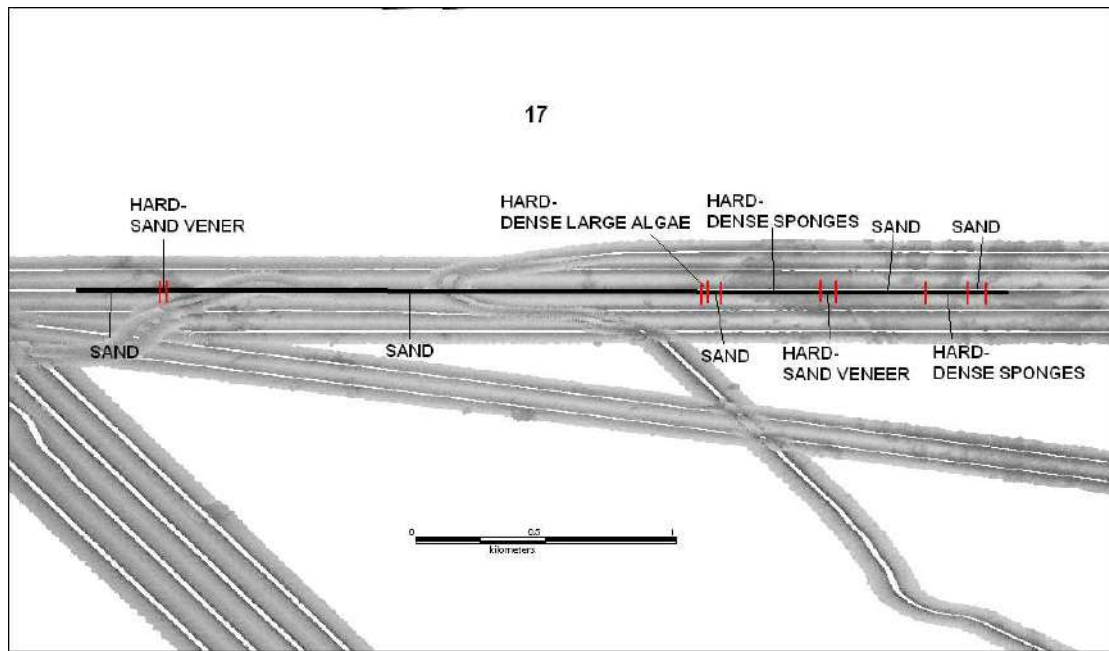 17
HARD-
SAND VENER
HARD-
DENSE LARGE ALGAE
HARD-
DENSE SPONGES
SAND
SAND
SAND
SAND
SAND
HARD-
SAND VENEER
HARD-
DENSE SPONGES
0 0.5 1
kilometers